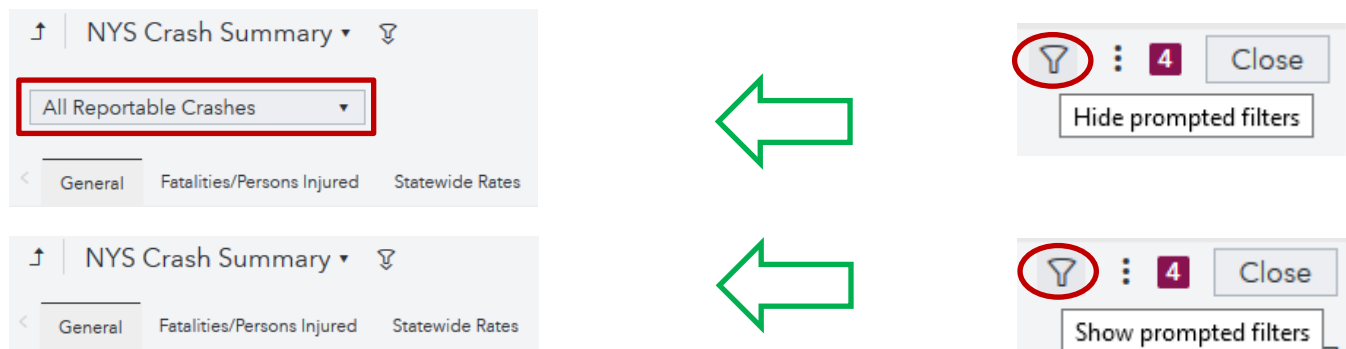 NYS Crash Summary
4 Close
All Reportable Crashes
Hide prompted filters
General Fatalities/Persons Injured Statewide Rates
NYS Crash Summary
4 Close
General Fatalities/Persons Injured Statewide Rates
Show prompted filters